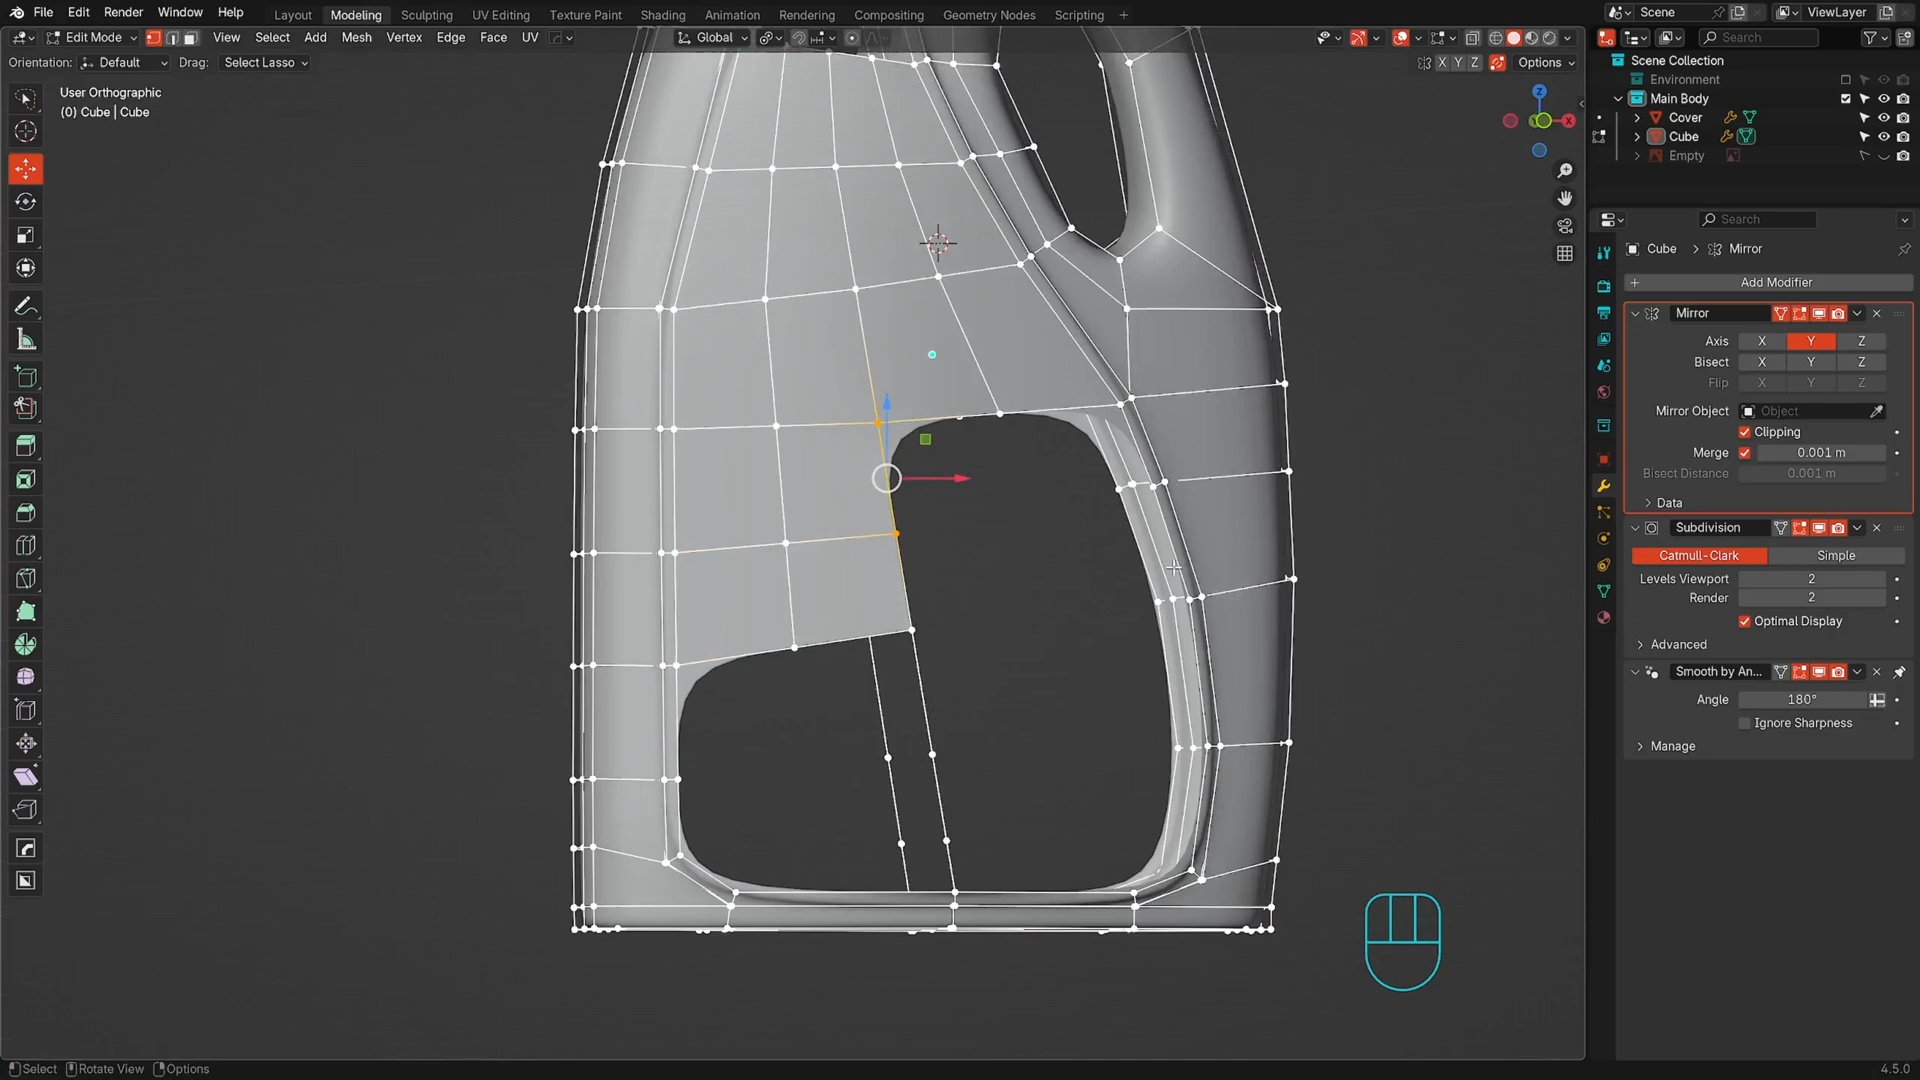 File Edit Render Window Help Layout Modeling Sculpting UV Editing Texture Paint Shading Animation Rendering Compositing Geometry Nodes Scripting + Scene ViewLayer
Edit Mode View Select Add Mesh Vertex Edge Face UV Global Search
Orientation: Default Drag: Select Lasso X Y Z Options
Scene Collection
Environment
Main Body
Cover
Cube
Empty
User Orthographic
(0) Cube | Cube
Z
X
Search
Cube > Mirror
+ Add Modifier
Mirror
Axis X Y Z
Bisect X Y Z
Flip X Y Z
Mirror Object Object
Clipping
Merge 0.001 m
Bisect Distance 0.001 m
Data
Subdivision
Catmull-Clark Simple
Levels Viewport 2
Render 2
Optimal Display
Advanced
Smooth by An...
Angle 180°
Ignore Sharpness
Manage
Select Rotate View Options 4.5.0